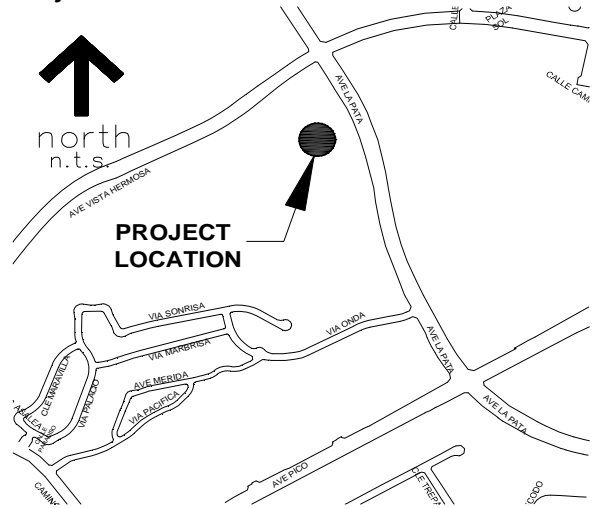 CALLE
PLAZA
SOL
AVE LA PATA
north
n.t.s.
AVE VISTA HERMOSA
PROJECT
LOCATION
VIA SONRISA
VIA ONDA
VIA MARBRISA
AVE LA PATA
CLE MARAVILLA
VIA PALACIO
AVE MERIDA
VIA PACIFICA
AVE LA PATA
AVE PICO